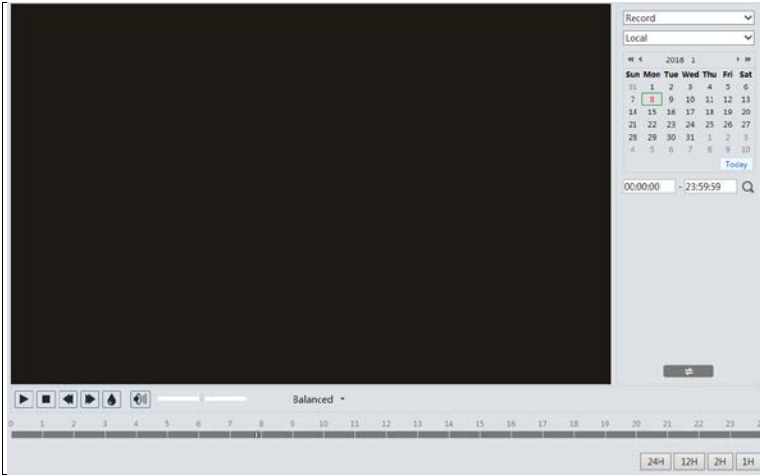 Record
Local
2018 1
Sun Mon Tue Wed Thu Fri Sat
31 1 2 3 4 5 6
7 8 9 10 11 12 13
14 15 16 17 18 19 20
21 22 23 24 25 26 27
28 29 30 31 1 2 3
4 5 6 7 8 9 10
Today
00:00:00 - 23:59:59
Balanced
0 1 2 3 4 5 6 7 8 9 10 11 12 13 14 15 16 17 18 19 20 21 22 23 2
24H 12H 2H 1H